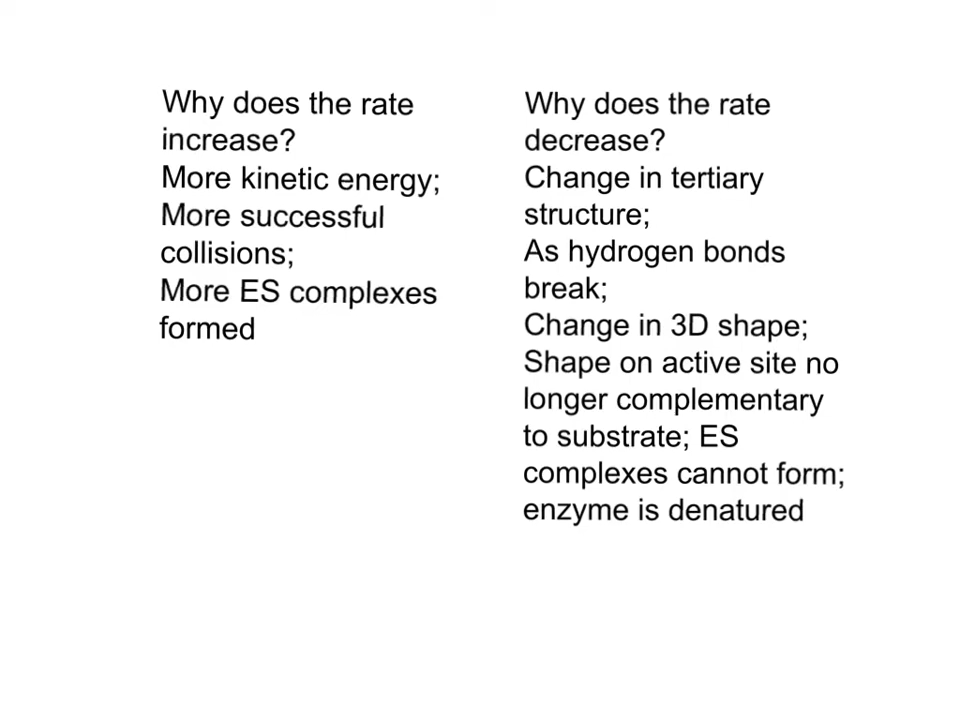 Why does the rate
increase?
More kinetic energy;
More successful
collisions;
More ES complexes
formed
Why does the rate
decrease?
Change in tertiary
structure;
As hydrogen bonds
break;
Change in 3D shape;
Shape on active site no
longer complementary
to substrate; ES
complexes cannot form;
enzyme is denatured